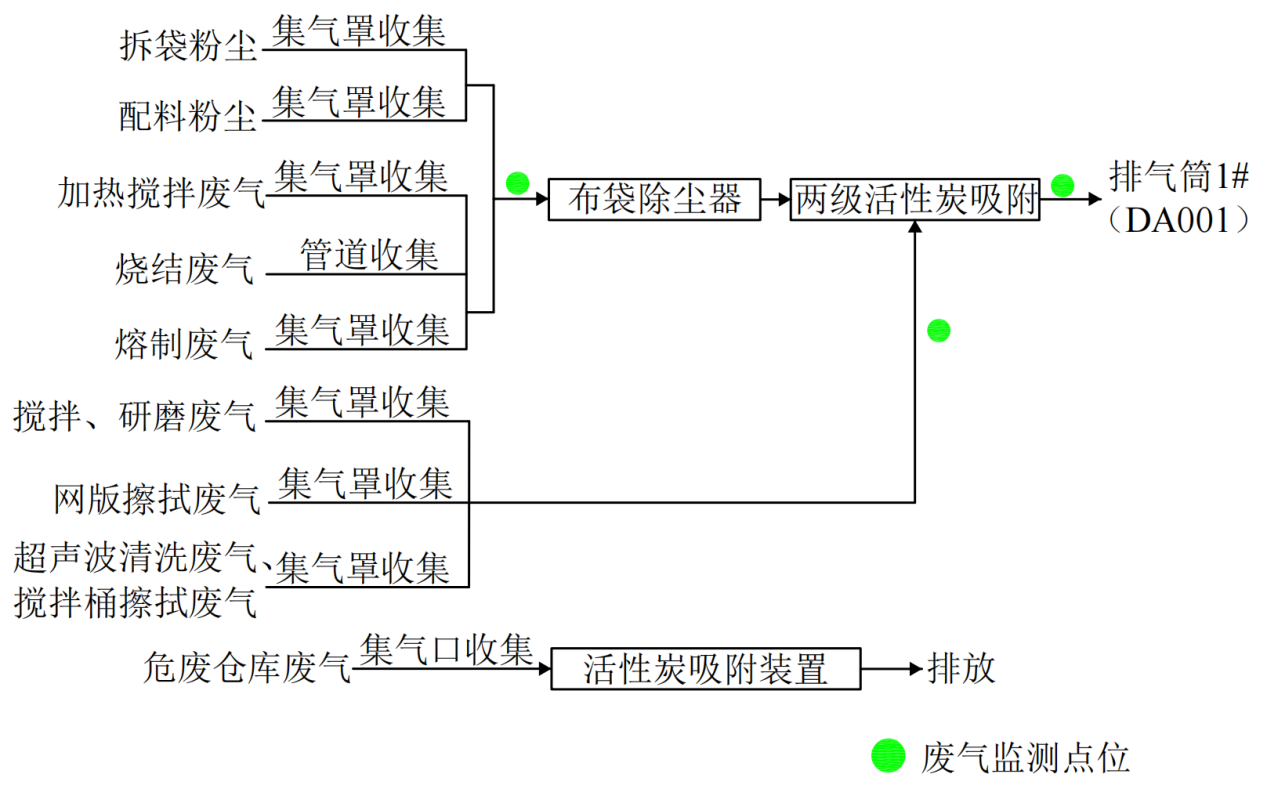 拆袋粉尘
集气罩收集
配料粉尘
集气罩收集
加热搅拌废气
集气罩收集
布袋除尘器
两级活性炭吸附
排气筒1#
（DA001）
烧结废气
管道收集
熔制废气
集气罩收集
搅拌、研磨废气
集气罩收集
网版擦拭废气
集气罩收集
超声波清洗废气、
搅拌桶擦拭废气
集气罩收集
危废仓库废气
集气口收集
活性炭吸附装置
排放
废气监测点位